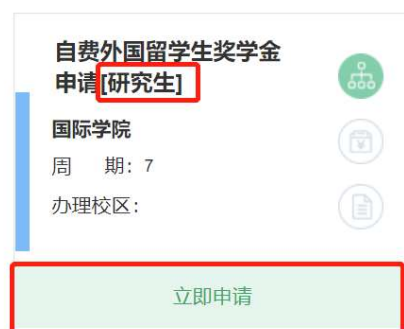 自费外国留学生奖学金
申请[研究生]
国际学院
周 期：7
办理校区：
立即申请